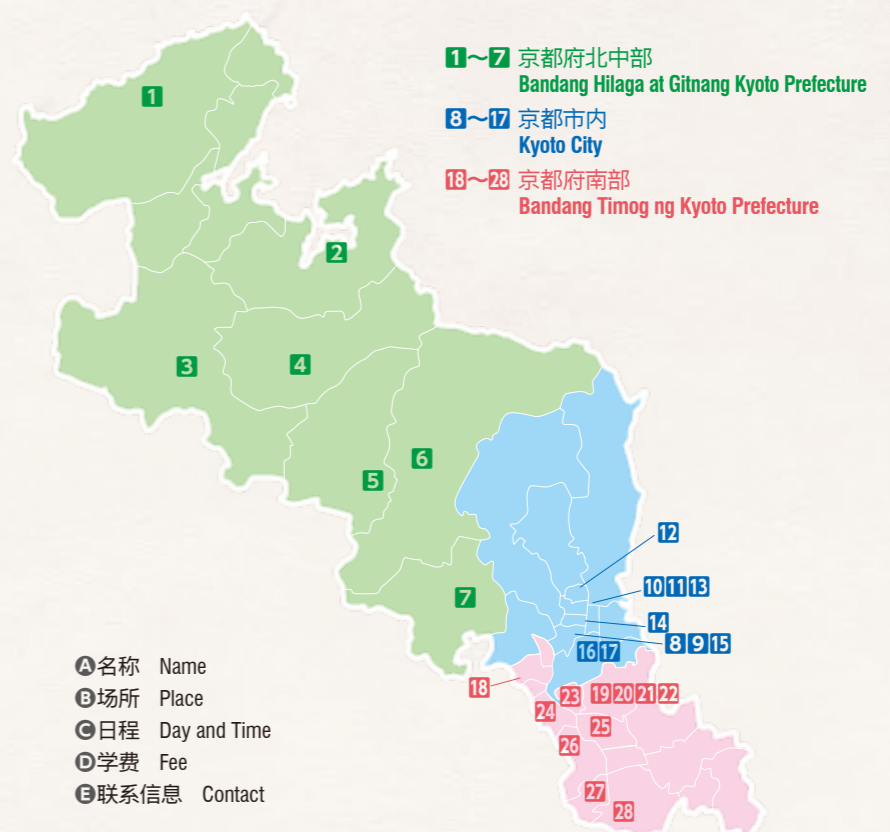 1～7 京都府北中部
Bandang Hilaga at Gitnang Kyoto Prefecture
8～17 京都市内
Kyoto City
18～28 京都府南部
Bandang Timog ng Kyoto Prefecture
1
2
3
4
5
6
7
12
10 11 13
14
8 9 15
16 17
18
23
19 20 21 22
24
25
26
27
28
A名称 Name
B场所 Place
C日程 Day and Time
D学费 Fee
E联系信息 Contact